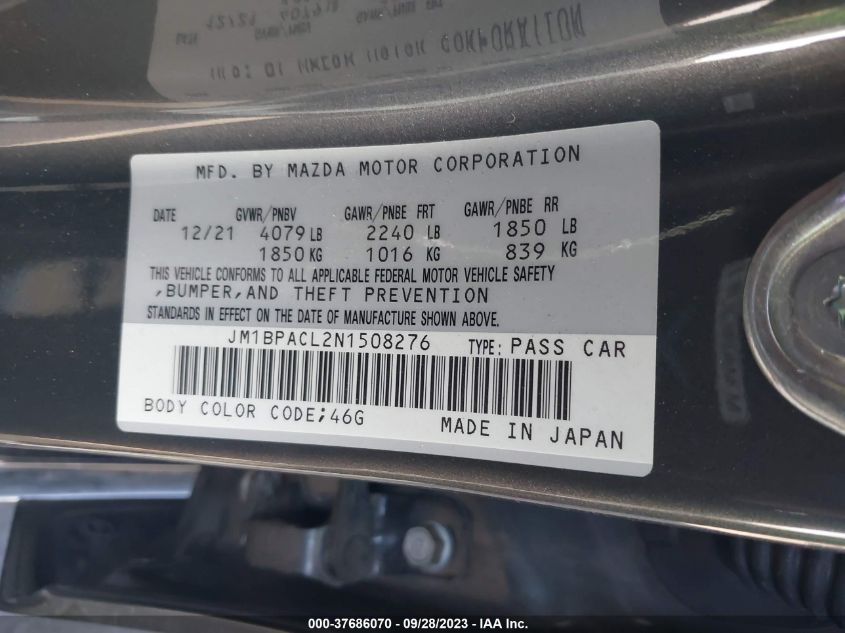 MFD. BY MAZDA MOTOR CORPORATION
DATE GVWR/PNBV GAWR/PNBE FRT GAWR/PNBE RR
12/21 4079 LB 2240 LB 1850 LB
1850 KG 1016 KG 839 KG
THIS VEHICLE CONFORMS TO ALL APPLICABLE FEDERAL MOTOR VEHICLE SAFETY
,BUMPER,AND THEFT PREVENTION
STANDARDS IN EFFECT ON THE DATE OF MANUFACTURE SHOWN ABOVE.
JM1BPACL2N1508276 TYPE: PASS CAR
BODY COLOR CODE;46G
MADE IN JAPAN
000-37686070 - 09/28/2023 - IAA Inc.